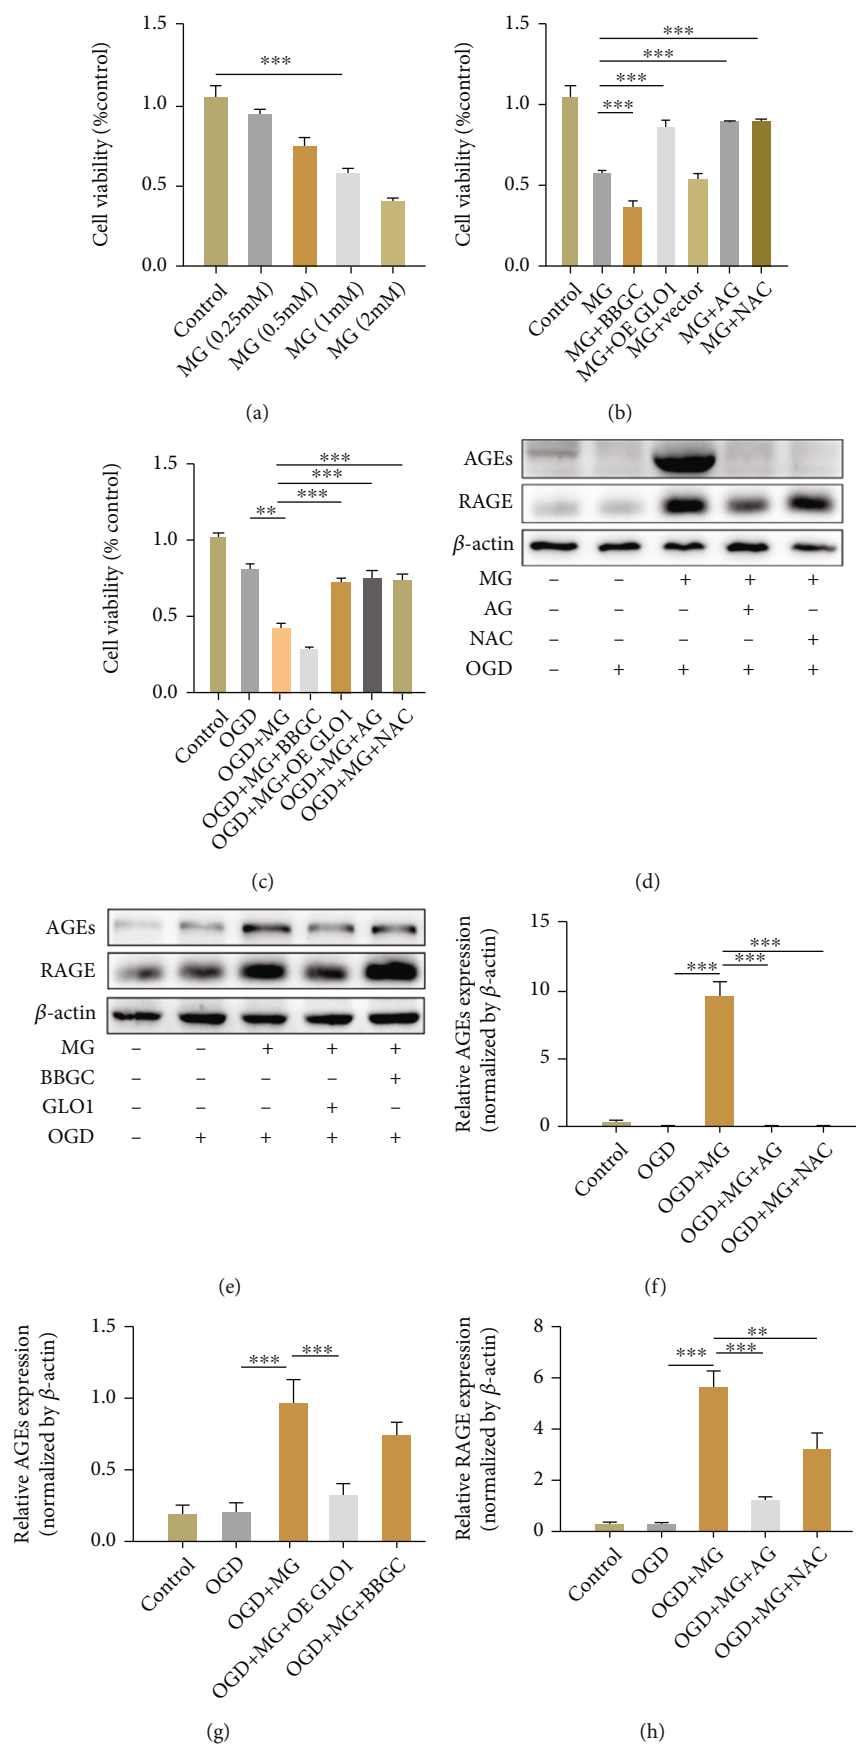 Cell viability (%control)
1.5
1.0
0.5
0.0
***
Control
MG (0.25mM)
MG (0.5mM)
MG (1mM)
MG (2mM)
(a)
Cell viability (%control)
1.5
1.0
0.5
0.0
***
***
***
***
Control
MG
MG+BBGC
MG+OE GLO1
MG+vector
MG+AG
MG+NAC
(b)
Cell viability (% control)
1.5
1.0
0.5
0.0
***
***
***
**
Control
OGD
OGD+MG
OGD+MG+BBGC
OGD+MG+OE GLO1
OGD+MG+AG
OGD+MG+NAC
(c)
AGEs
RAGE
β-actin
MG – – + + +
AG – – – + –
NAC – – – – +
OGD – + + + +
(d)
AGEs
RAGE
β-actin
MG – – + + +
BBGC – – – – +
GLO1 – – – + –
OGD – + + + +
(e)
Relative AGEs expression
(normalized by β-actin)
15
10
5
0
***
***
***
Control
OGD
OGD+MG
OGD+MG+AG
OGD+MG+NAC
(f)
Relative AGEs expression
(normalized by β-actin)
1.5
1.0
0.5
0.0
***
***
Control
OGD
OGD+MG
OGD+MG+OE GLO1
OGD+MG+BBGC
(g)
Relative RAGE expression
(normalized by β-actin)
8
6
4
2
0
**
***
***
Control
OGD
OGD+MG
OGD+MG+AG
OGD+MG+NAC
(h)